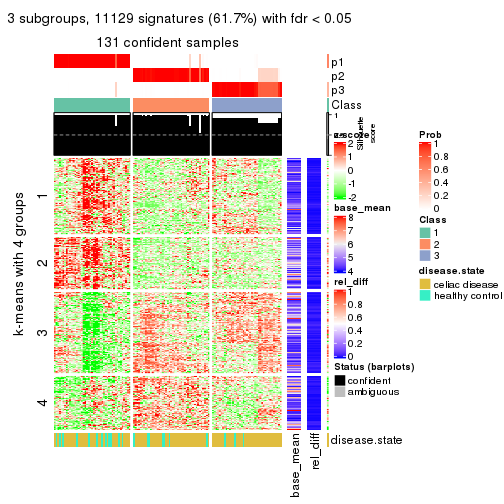 3 subgroups, 11129 signatures (61.7%) with fdr < 0.05
131 confident samples
p1
p2
p3
Class
1
Silhouette
score
k-means with 4 groups
1
2
3
4
disease.state
base_mean
rel_diff
z-score
2
1
0
-1
-2
base_mean
8
7
6
5
4
rel_diff
1
0.8
0.6
0.4
0.2
0
Status (barplots)
confident
ambiguous
Prob
1
0.8
0.6
0.4
0.2
0
Class
1
2
3
disease.state
celiac disease
healthy control